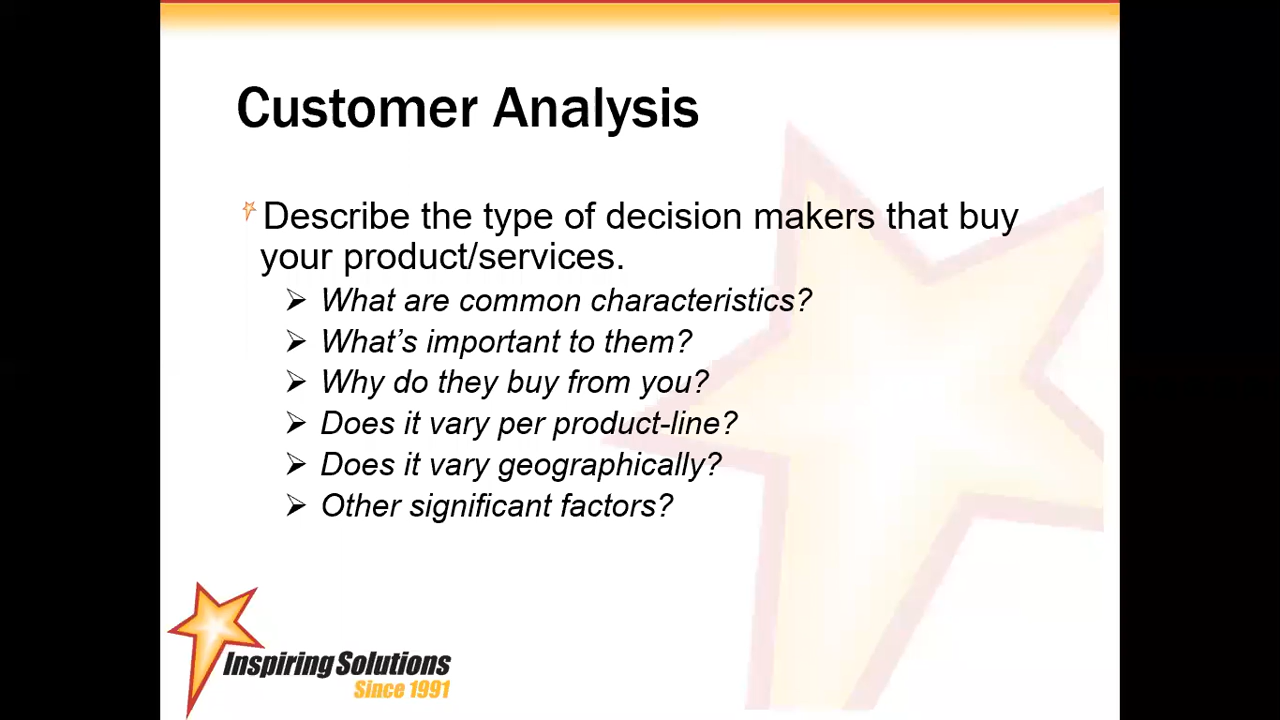 Customer Analysis
Describe the type of decision makers that buy
your product/services.
What are common characteristics?
What’s important to them?
Why do they buy from you?
Does it vary per product-line?
Does it vary geographically?
Other significant factors?
Inspiring Solutions
Since 1991